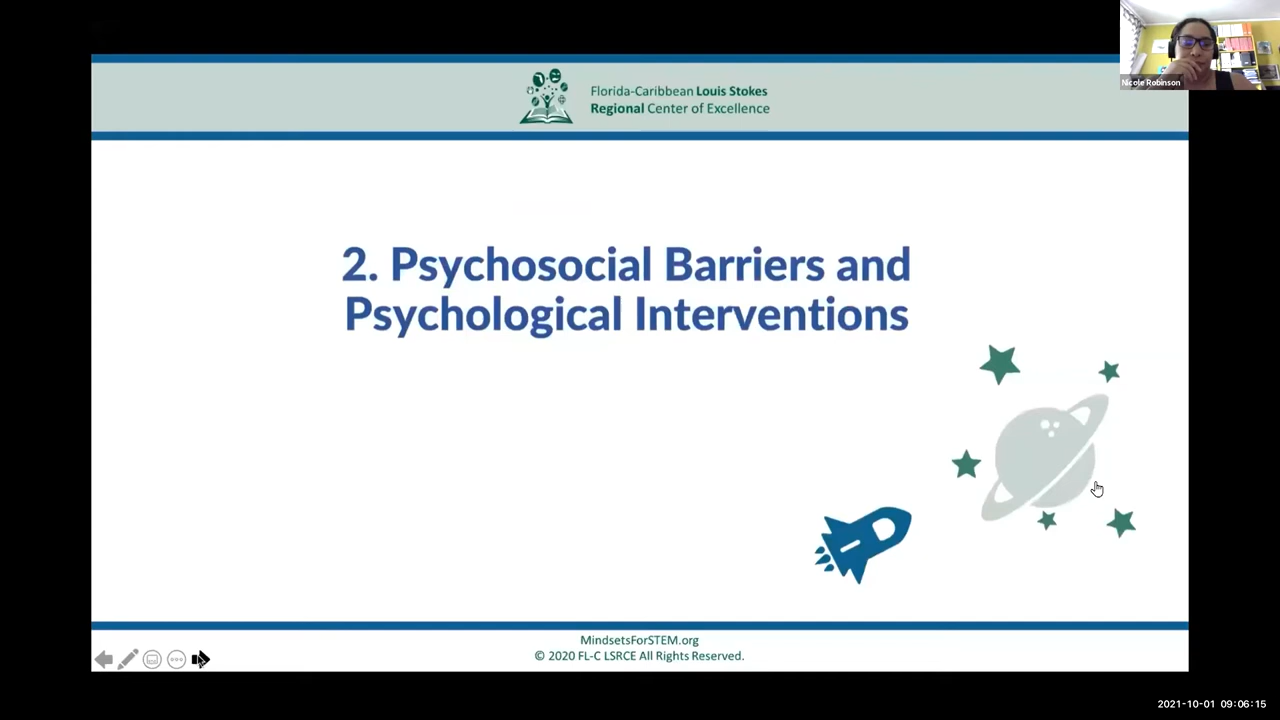 Florida-Caribbean Louis Stokes
Regional Center of Excellence
Nicole Robinson
2. Psychosocial Barriers and
Psychological Interventions
MindsetsForSTEM.org
© 2020 FL-C LSRCE All Rights Reserved.
2021-10-01 09:06:15